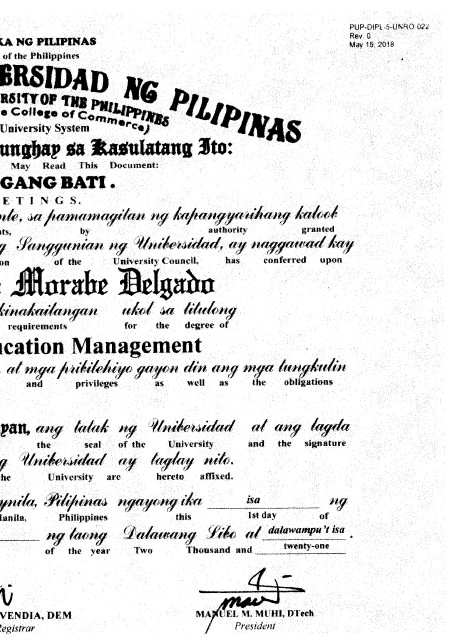 PUP-DIPL-5-UNRO-022
Rev. 0
May 15, 2018
KA NG PILIPINAS
of the Philippines
ERSIDAD NG PILIPINAS
RSITY OF THE PHILIPPINES
e College of Commerce)
University System
unghay sa Kasulatang Ito:
May Read This Document:
GANG BATI .
E T I N G S .
nte, sa pamamagitan ng kapangyarihang kaloob
ts, by authority granted
g Sanggunian ng Unibersidad, ay naggawad kay
on of the University Council, has conferred upon
e Morabe Delgado
kinakailangan ukol sa titulong
requirements for the degree of
ucation Management
, at mga pribilehiyo gayon din ang mga tungkulin
and privileges as well as the obligations
yan, ang tatak ng Unibersidad at ang lagda
the seal of the University and the signature
g Unibersidad ay taglay nito.
he University are hereto affixed.
ynila, Pilipinas ngayong ika isa ng
lanila, Philippines this 1st day of
ng taong Dalawang Libo at dalawampu't isa .
of the year Two Thousand and twenty-one
VENDIA, DEM
Registrar
MANUEL M. MUHI, DTech
President